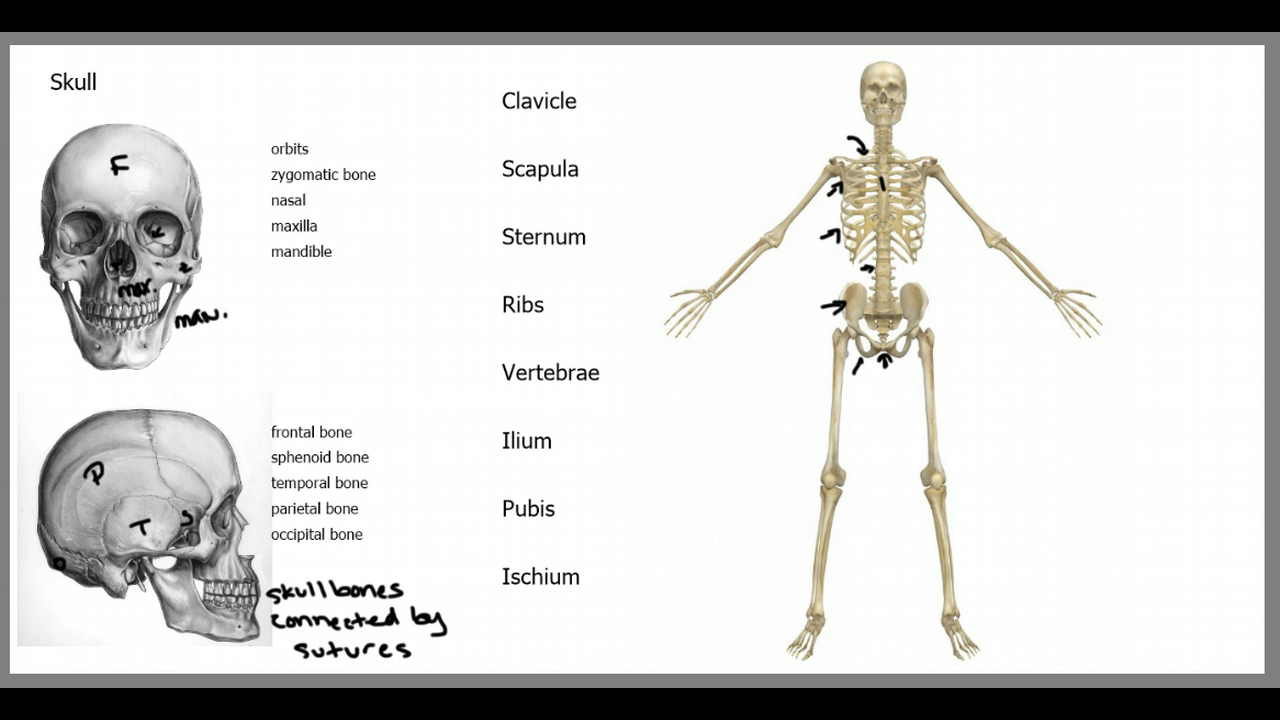 Skull
F
max.
man.
orbits
zygomatic bone
nasal
maxilla
mandible
P
T
S
O
frontal bone
sphenoid bone
temporal bone
parietal bone
occipital bone
skull bones
connected by
sutures
Clavicle
Scapula
Sternum
Ribs
Vertebrae
Ilium
Pubis
Ischium